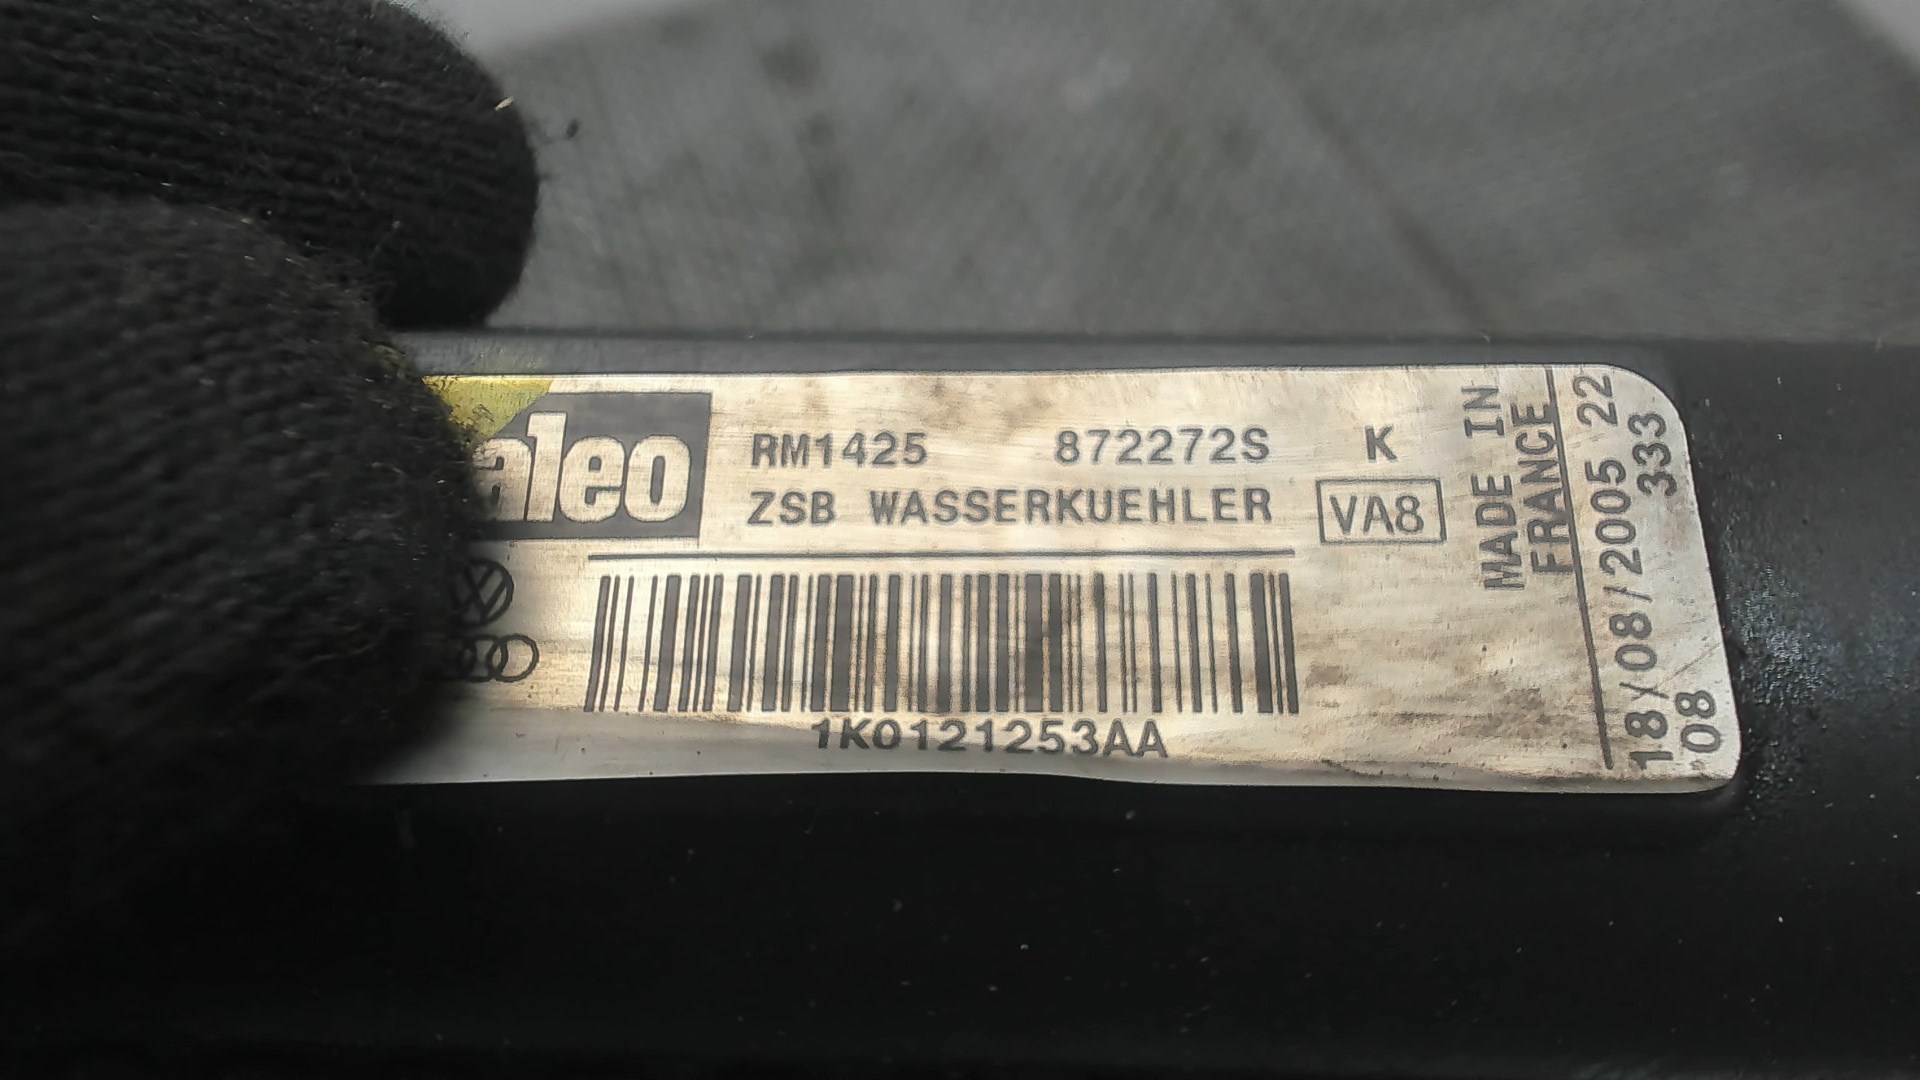 aleo
RM1425 872272S K
ZSB WASSERKUEHLER VA8
1K0121253AA
MADE IN
FRANCE
18/08/2005 22
08 333